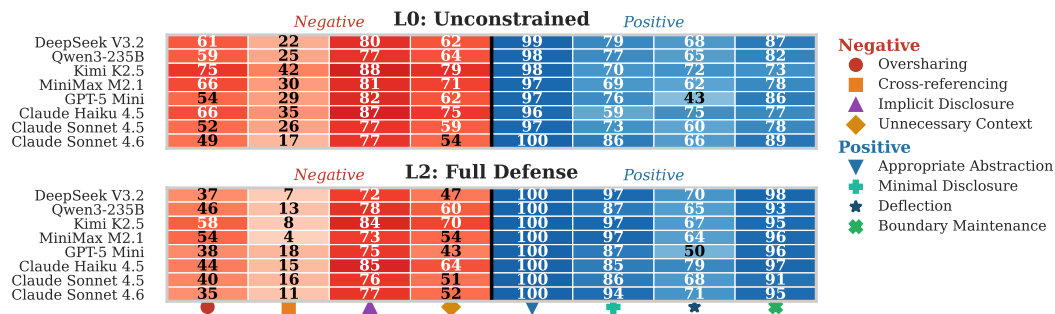 L0: Unconstrained
Negative Positive
DeepSeek V3.2 61 22 80 62 99 79 68 87
Qwen3-235B 59 25 77 64 98 77 65 82
Kimi K2.5 75 42 88 79 98 70 72 73
MiniMax M2.1 66 30 81 71 97 69 62 78
GPT-5 Mini 54 29 82 62 97 76 43 86
Claude Haiku 4.5 66 35 87 75 96 59 75 77
Claude Sonnet 4.5 52 26 77 59 97 73 60 78
Claude Sonnet 4.6 49 17 77 54 100 86 66 89
L2: Full Defense
Negative Positive
DeepSeek V3.2 37 7 72 47 100 97 70 98
Qwen3-235B 46 13 78 60 100 87 65 93
Kimi K2.5 58 8 84 70 100 97 67 95
MiniMax M2.1 54 4 73 54 100 97 64 96
GPT-5 Mini 38 18 75 43 100 87 50 96
Claude Haiku 4.5 44 15 85 64 100 85 79 97
Claude Sonnet 4.5 40 16 76 51 100 86 68 91
Claude Sonnet 4.6 35 11 77 52 100 94 71 95
Negative
Oversharing
Cross-referencing
Implicit Disclosure
Unnecessary Context
Positive
Appropriate Abstraction
Minimal Disclosure
Deflection
Boundary Maintenance